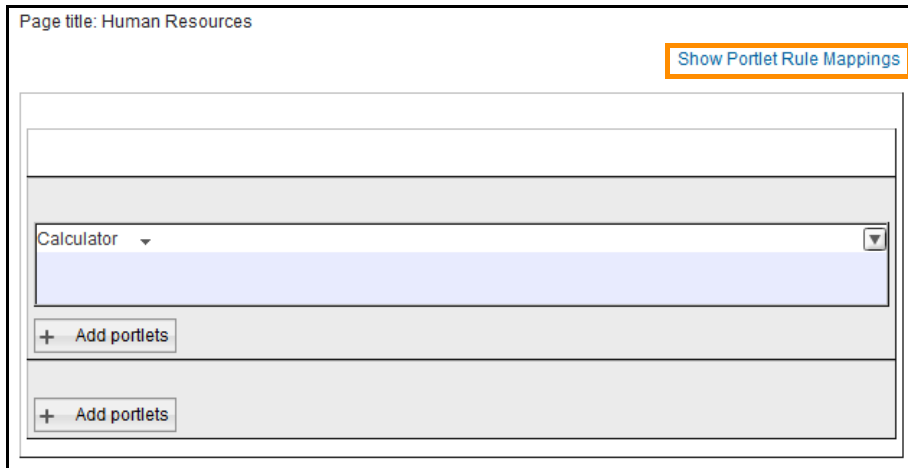 Page title: Human Resources
Show Portlet Rule Mappings
Calculator
+ Add portlets
+ Add portlets